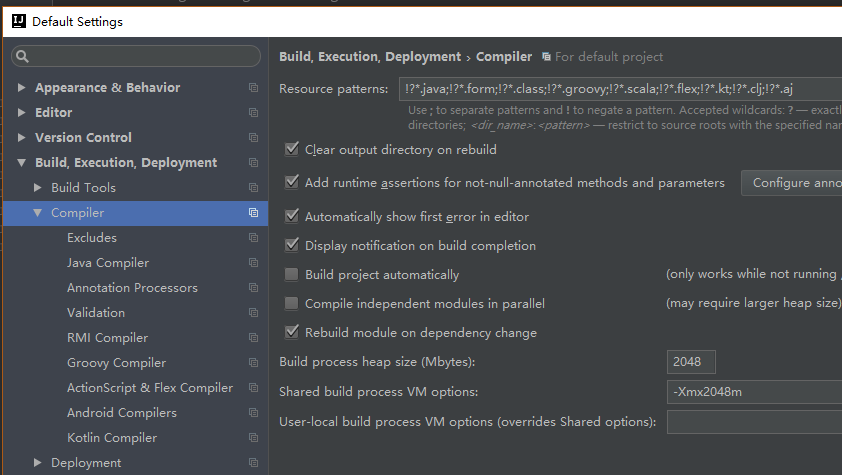 Default Settings
Build, Execution, Deployment › Compiler For default project
Appearance & Behavior
Editor
Version Control
Build, Execution, Deployment
Build Tools
Compiler
Excludes
Java Compiler
Annotation Processors
Validation
RMI Compiler
Groovy Compiler
ActionScript & Flex Compiler
Android Compilers
Kotlin Compiler
Deployment
Resource patterns: !?*.java;!?*.form;!?*.class;!?*.groovy;!?*.scala;!?*.flex;!?*.kt;!?*.clj;!?*.aj
Use ; to separate patterns and ! to negate a pattern. Accepted wildcards: ? — exactl
directories; <dir_name>:<pattern> — restrict to source roots with the specified nar
Clear output directory on rebuild
Add runtime assertions for not-null-annotated methods and parameters Configure anno
Automatically show first error in editor
Display notification on build completion
Build project automatically (only works while not running
Compile independent modules in parallel (may require larger heap size)
Rebuild module on dependency change
Build process heap size (Mbytes): 2048
Shared build process VM options: -Xmx2048m
User-local build process VM options (overrides Shared options):